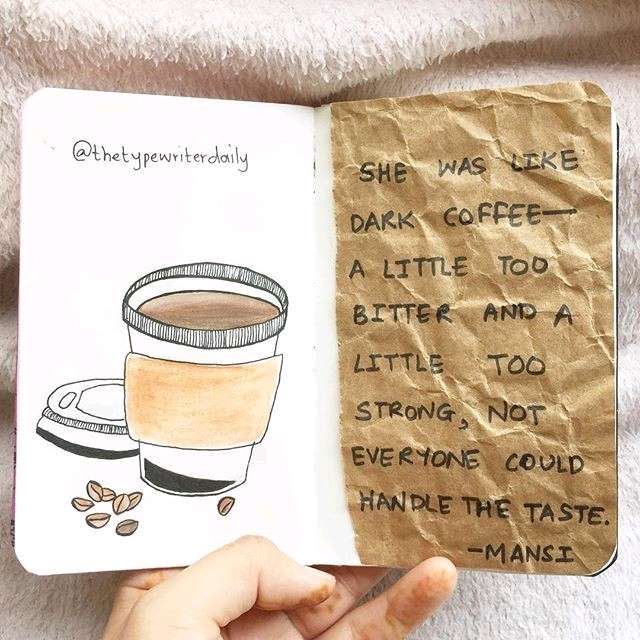 @thetypewriterdaily
SHE WAS LIKE
DARK COFFEE—
A LITTLE TOO
BITTER AND A
LITTLE TOO
STRONG, NOT
EVERYONE COULD
HANDLE THE TASTE.
-MANSI